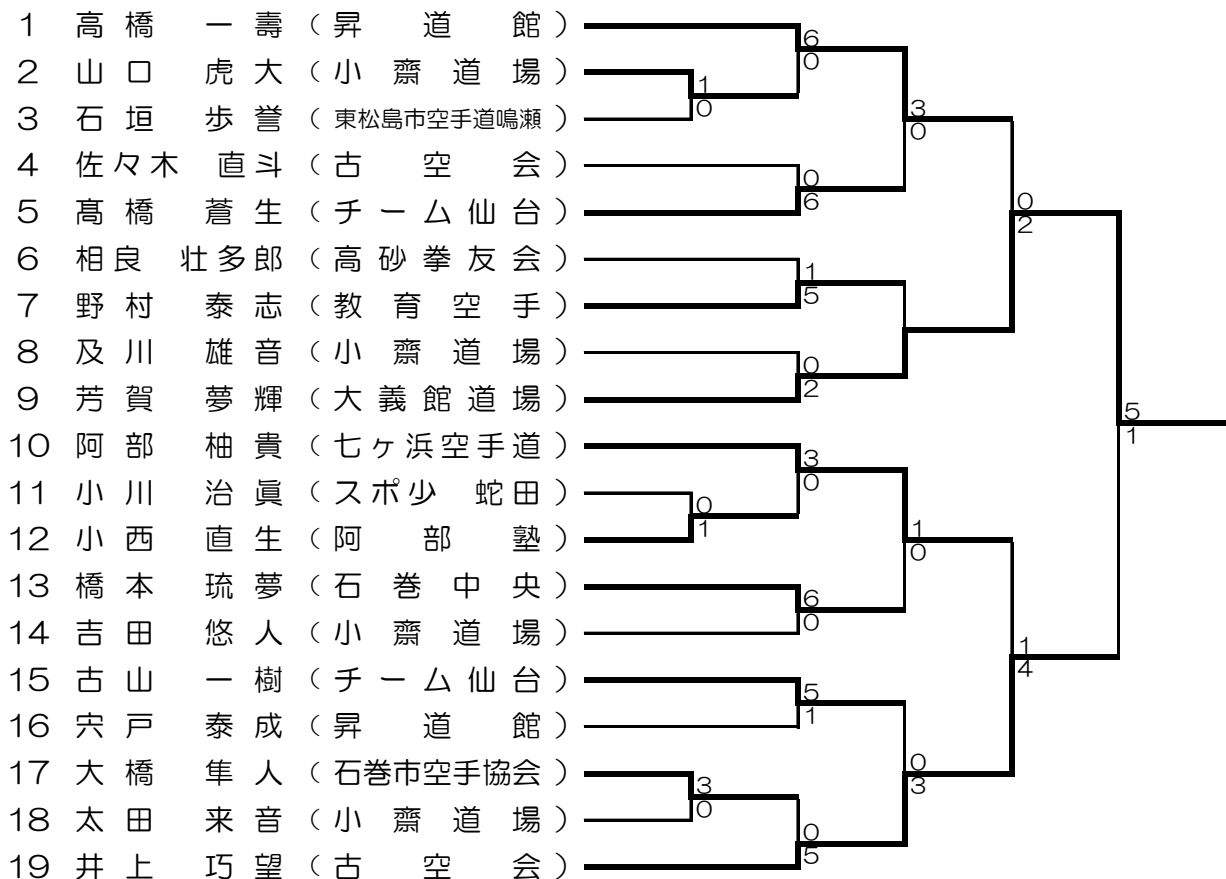 1 高橋 一壽 (昇道館)
2 山口 虎大 (小齋道場)
3 石垣 歩誉 (東松島市空手道鳴瀬)
4 佐々木 直斗 (古空会)
5 髙橋 蒼生 (チーム仙台)
6 相良 壮多郎 (高砂拳友会)
7 野村 泰志 (教育空手)
8 及川 雄音 (小齋道場)
9 芳賀 夢輝 (大義館道場)
10 阿部 柚貴 (七ヶ浜空手道)
11 小川 治眞 (スポ少 蛇田)
12 小西 直生 (阿部塾)
13 橋本 琉夢 (石巻中央)
14 吉田 悠人 (小齋道場)
15 古山 一樹 (チーム仙台)
16 宍戸 泰成 (昇道館)
17 大橋 隼人 (石巻市空手協会)
18 太田 来音 (小齋道場)
19 井上 巧望 (古空会)
1
0
0
1
3
0
6
0
0
6
1
5
0
2
3
0
6
0
5
1
0
5
3
0
1
0
0
3
0
2
1
4
5
1